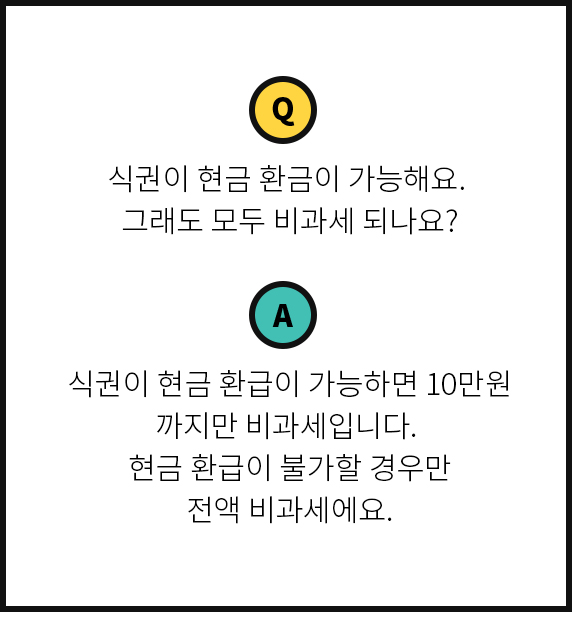 Q
식권이 현금 환금이 가능해요.
그래도 모두 비과세 되나요?
A
식권이 현금 환급이 가능하면 10만원
까지만 비과세입니다.
현금 환급이 불가할 경우만
전액 비과세에요.